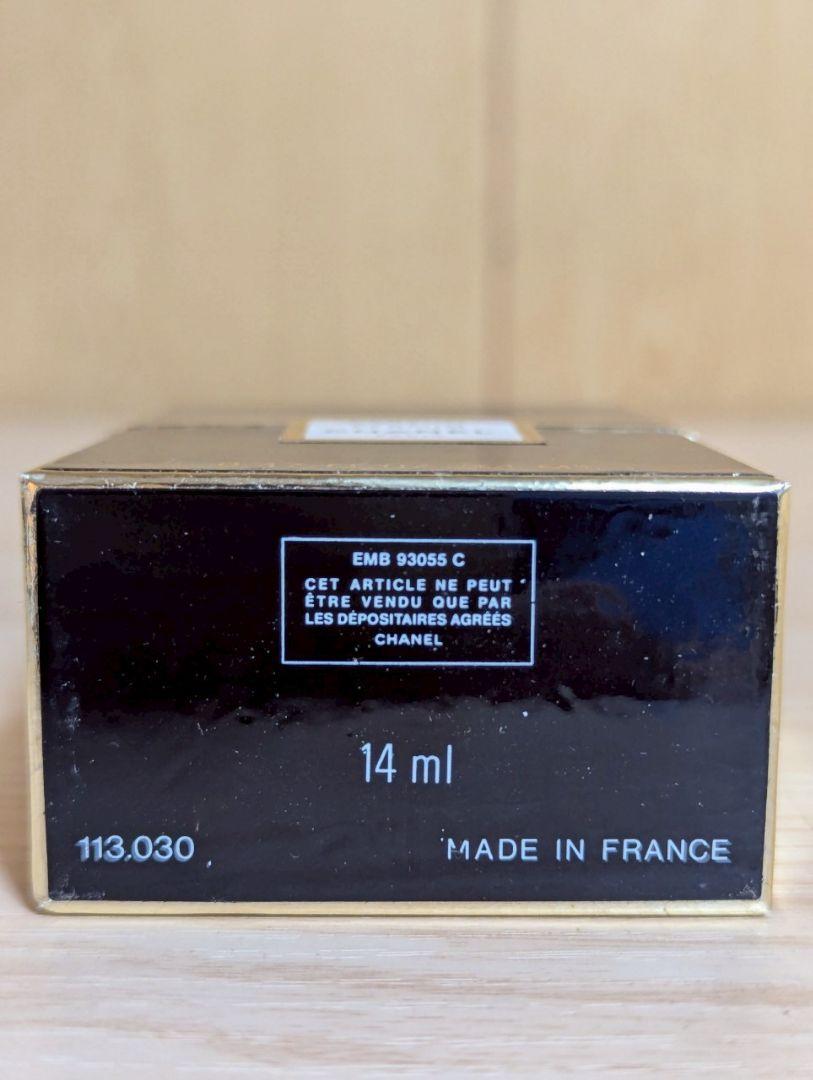 CHANEL
EMB 93055 C
CET ARTICLE NE PEUT
ÊTRE VENDU QUE PAR
LES DÉPOSITAIRES AGRÉÉS
CHANEL
14 ml
113.030
MADE IN FRANCE